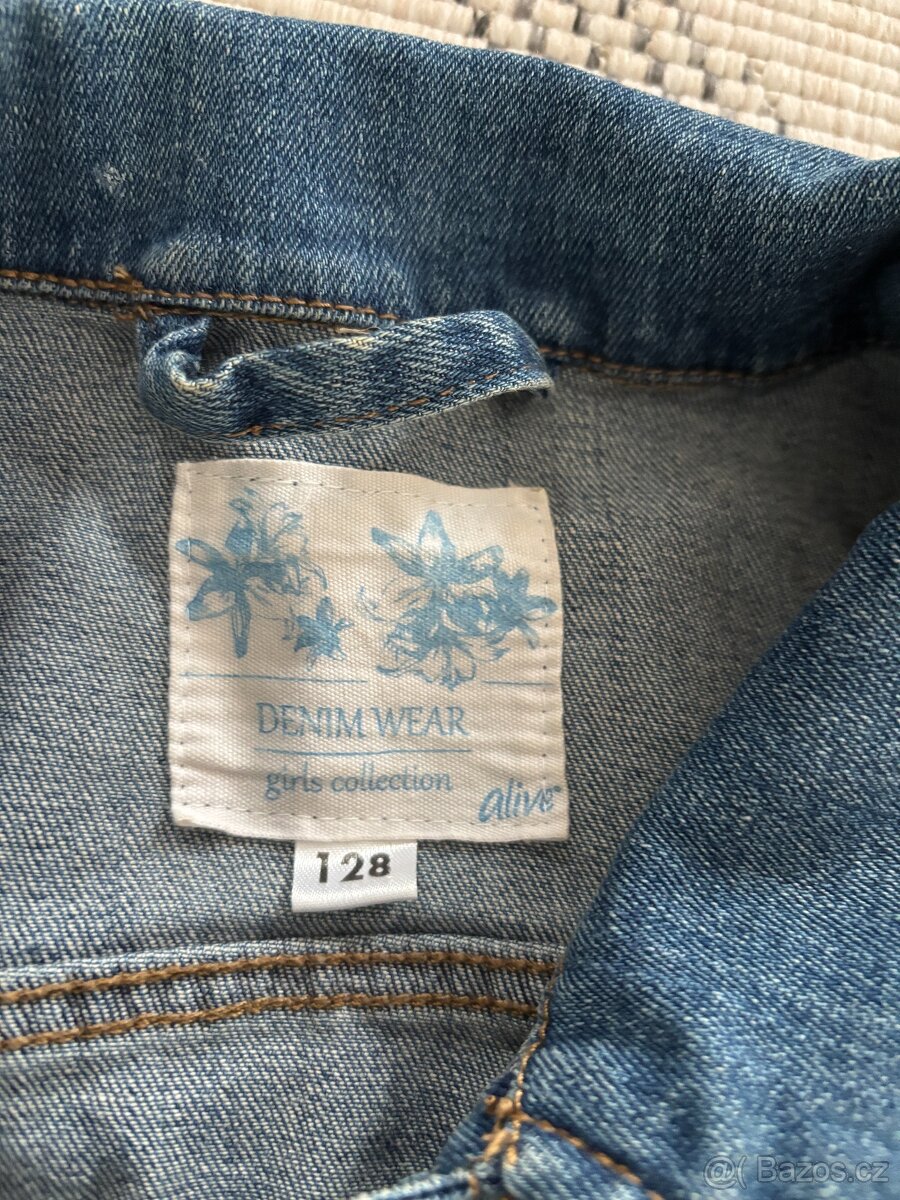 DENIM WEAR
girls collection
alive
128
@( Bazos.cz